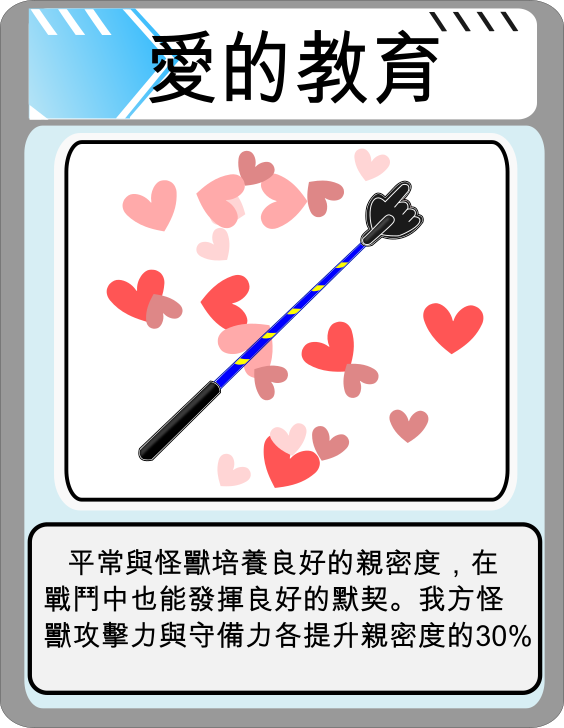 愛的教育
平常與怪獸培養良好的親密度，在
戰鬥中也能發揮良好的默契。我方怪
獸攻擊力與守備力各提升親密度的30%